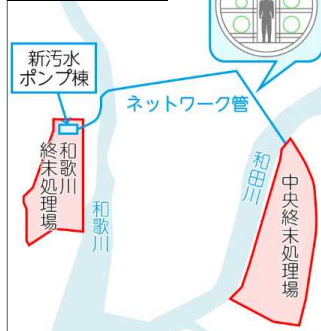 新汚水
ポンプ棟
ネットワーク管
和歌川
終末処理場
和歌川
和田川
中央終末処理場